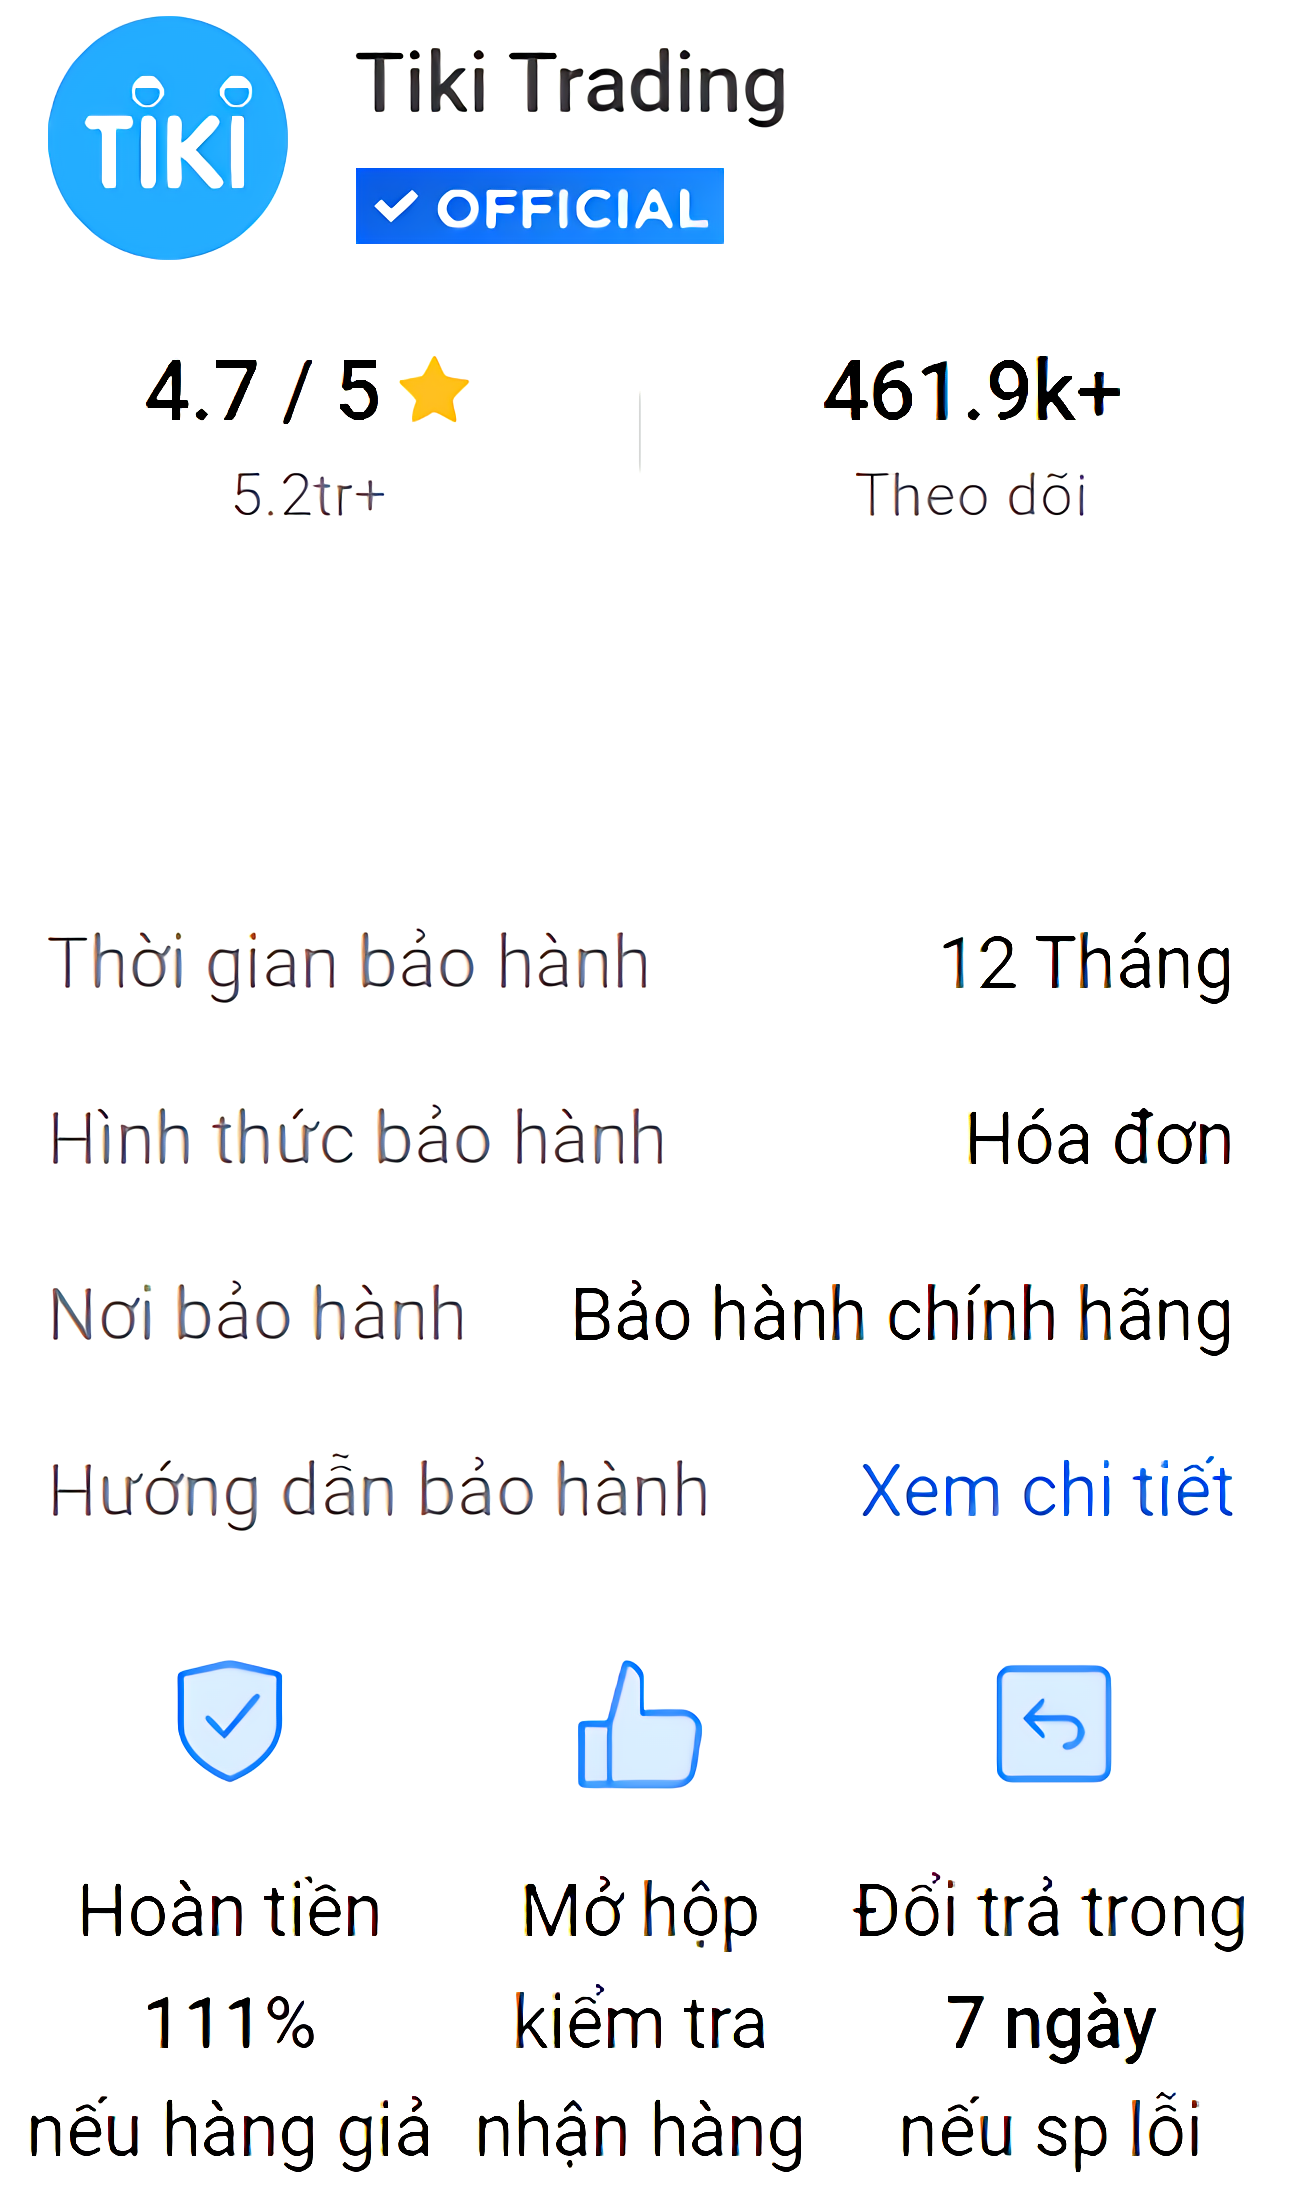 TIKI
Tiki Trading
OFFICIAL
4.7 / 5
461.9k+
5.2tr+
Theo dõi
Thời gian bảo hành
12 Tháng
Hình thức bảo hành
Hóa đơn
Nơi bảo hành
Bảo hành chính hãng
Hướng dẫn bảo hành
Xem chi tiết
Hoàn tiền
111%
nếu hàng giả
Mở hộp
kiểm tra
nhận hàng
Đổi trả trong
7 ngày
nếu sp lỗi